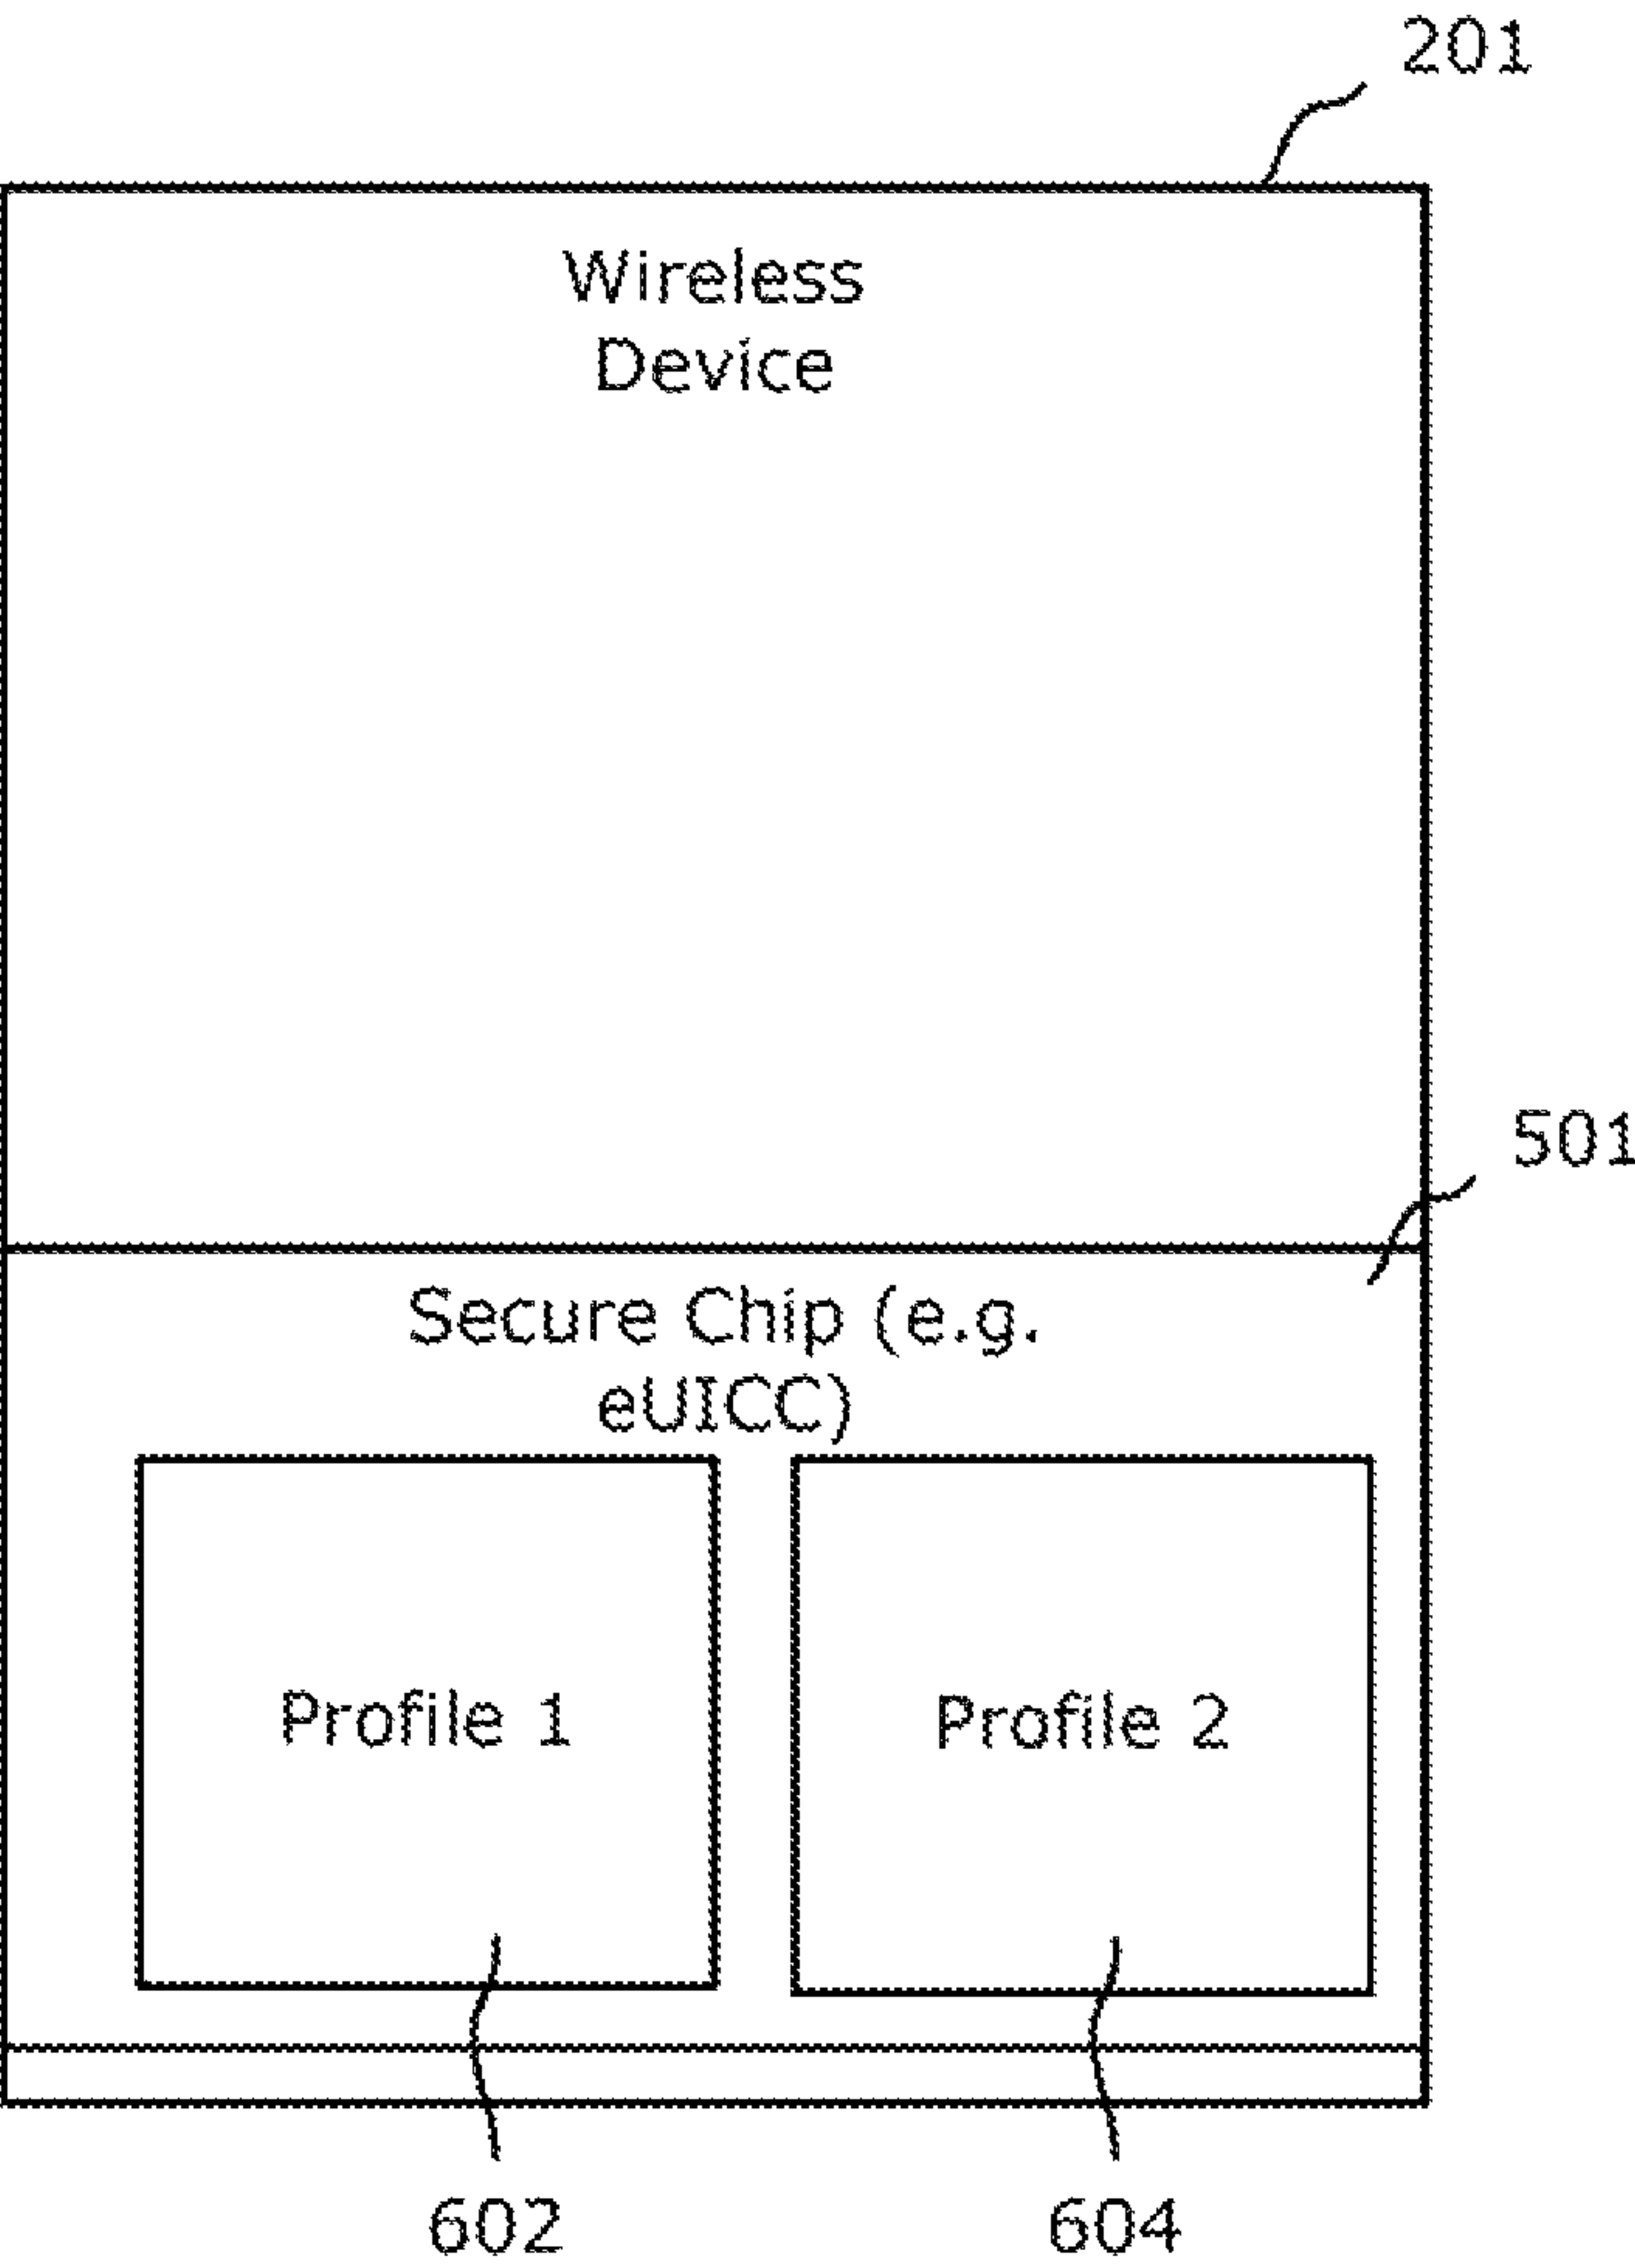 201
Wireless
Device
501
Secure Chip (e.g.
eUICC)
Profile 1
Profile 2
602
604